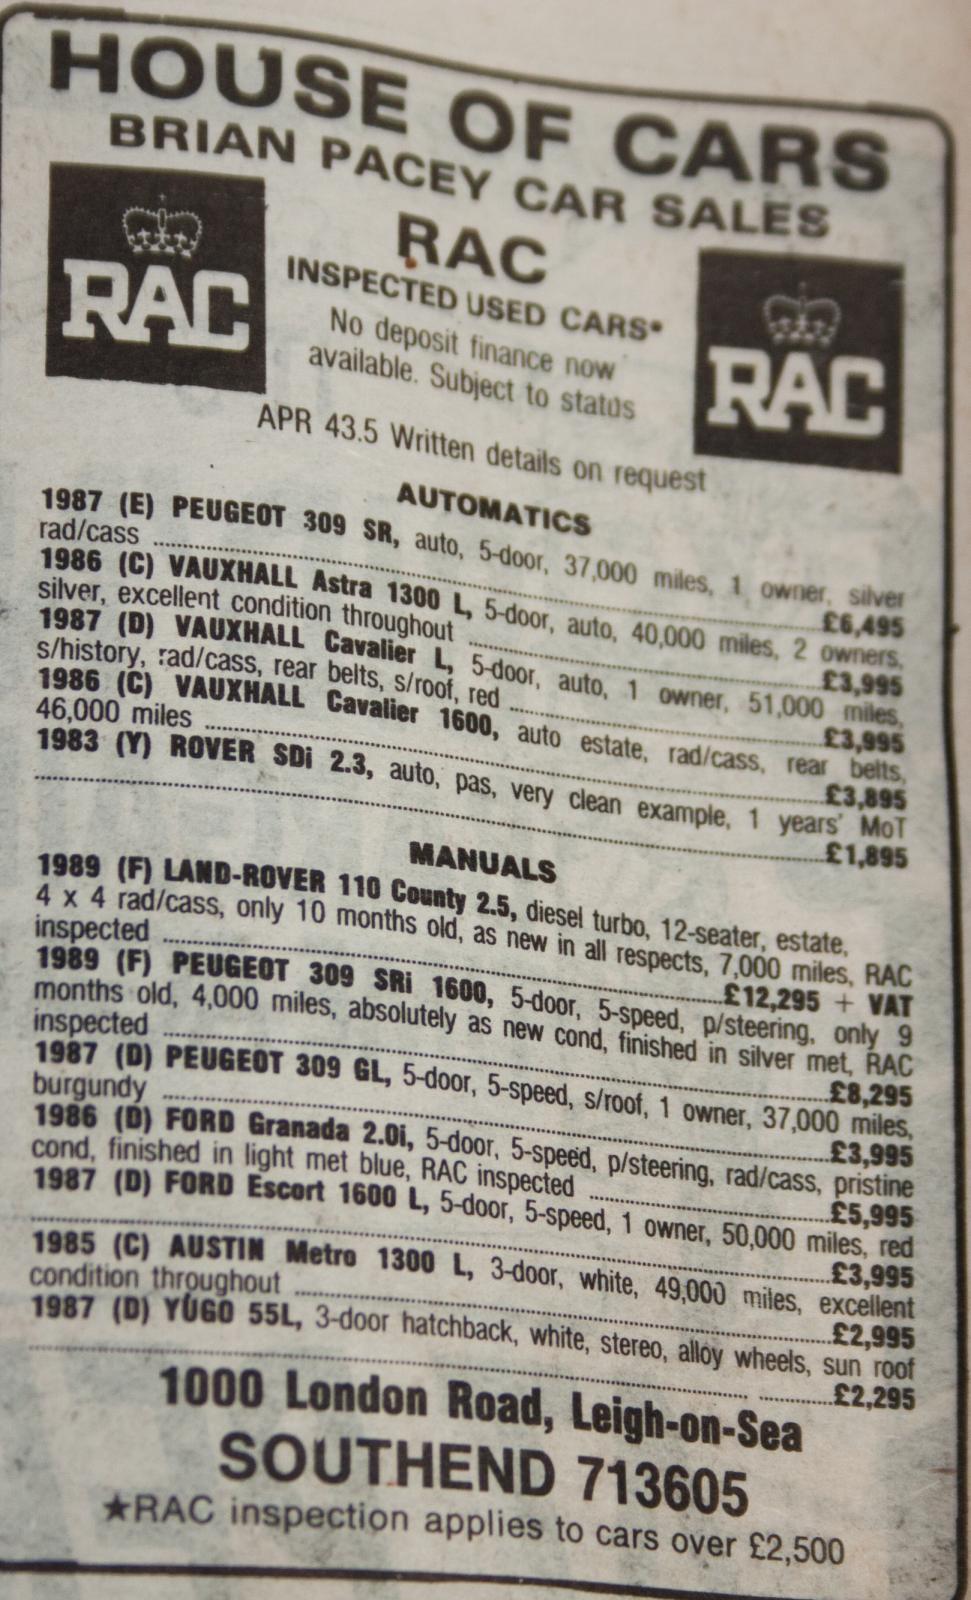 HOUSE OF CARS
BRIAN PACEY CAR SALES
RAC
RAC
INSPECTED USED CARS*
No deposit finance now
available. Subject to status
RAC
APR 43.5 Written details on request
AUTOMATICS
1987 (E) PEUGEOT 309 SR, auto, 5-door, 37,000 miles, 1 owner, silver
rad/cass ........ £6,495
1986 (C) VAUXHALL Astra 1300 L, 5-door, auto, 40,000 miles, 2 owners,
silver, excellent condition throughout ........ £3,995
1987 (D) VAUXHALL Cavalier L, 5-door, auto, 1 owner, 51,000 miles,
s/history, rad/cass, rear belts, s/roof, red ........ £3,995
1986 (C) VAUXHALL Cavalier 1600, auto estate, rad/cass, rear belts,
46,000 miles ........ £3,895
1983 (Y) ROVER SDi 2.3, auto, pas, very clean example, 1 years' MoT
........ £1,895
MANUALS
1989 (F) LAND-ROVER 110 County 2.5, diesel turbo, 12-seater, estate,
4 x 4 rad/cass, only 10 months old, as new in all respects, 7,000 miles, RAC
inspected ........ £12,295 + VAT
1989 (F) PEUGEOT 309 SRi 1600, 5-door, 5-speed, p/steering, only 9
months old, 4,000 miles, absolutely as new cond, finished in silver met, RAC
inspected ........ £8,295
1987 (D) PEUGEOT 309 GL, 5-door, 5-speed, s/roof, 1 owner, 37,000 miles,
burgundy ........ £3,995
1986 (D) FORD Granada 2.0i, 5-door, 5-speed, p/steering, rad/cass, pristine
cond, finished in light met blue, RAC inspected ........ £5,995
1987 (D) FORD Escort 1600 L, 5-door, 5-speed, 1 owner, 50,000 miles, red
........ £3,995
1985 (C) AUSTIN Metro 1300 L, 3-door, white, 49,000 miles, excellent
condition throughout ........ £2,995
1987 (D) YUGO 55L, 3-door hatchback, white, stereo, alloy wheels, sun roof
........ £2,295
1000 London Road, Leigh-on-Sea
SOUTHEND 713605
★RAC inspection applies to cars over £2,500